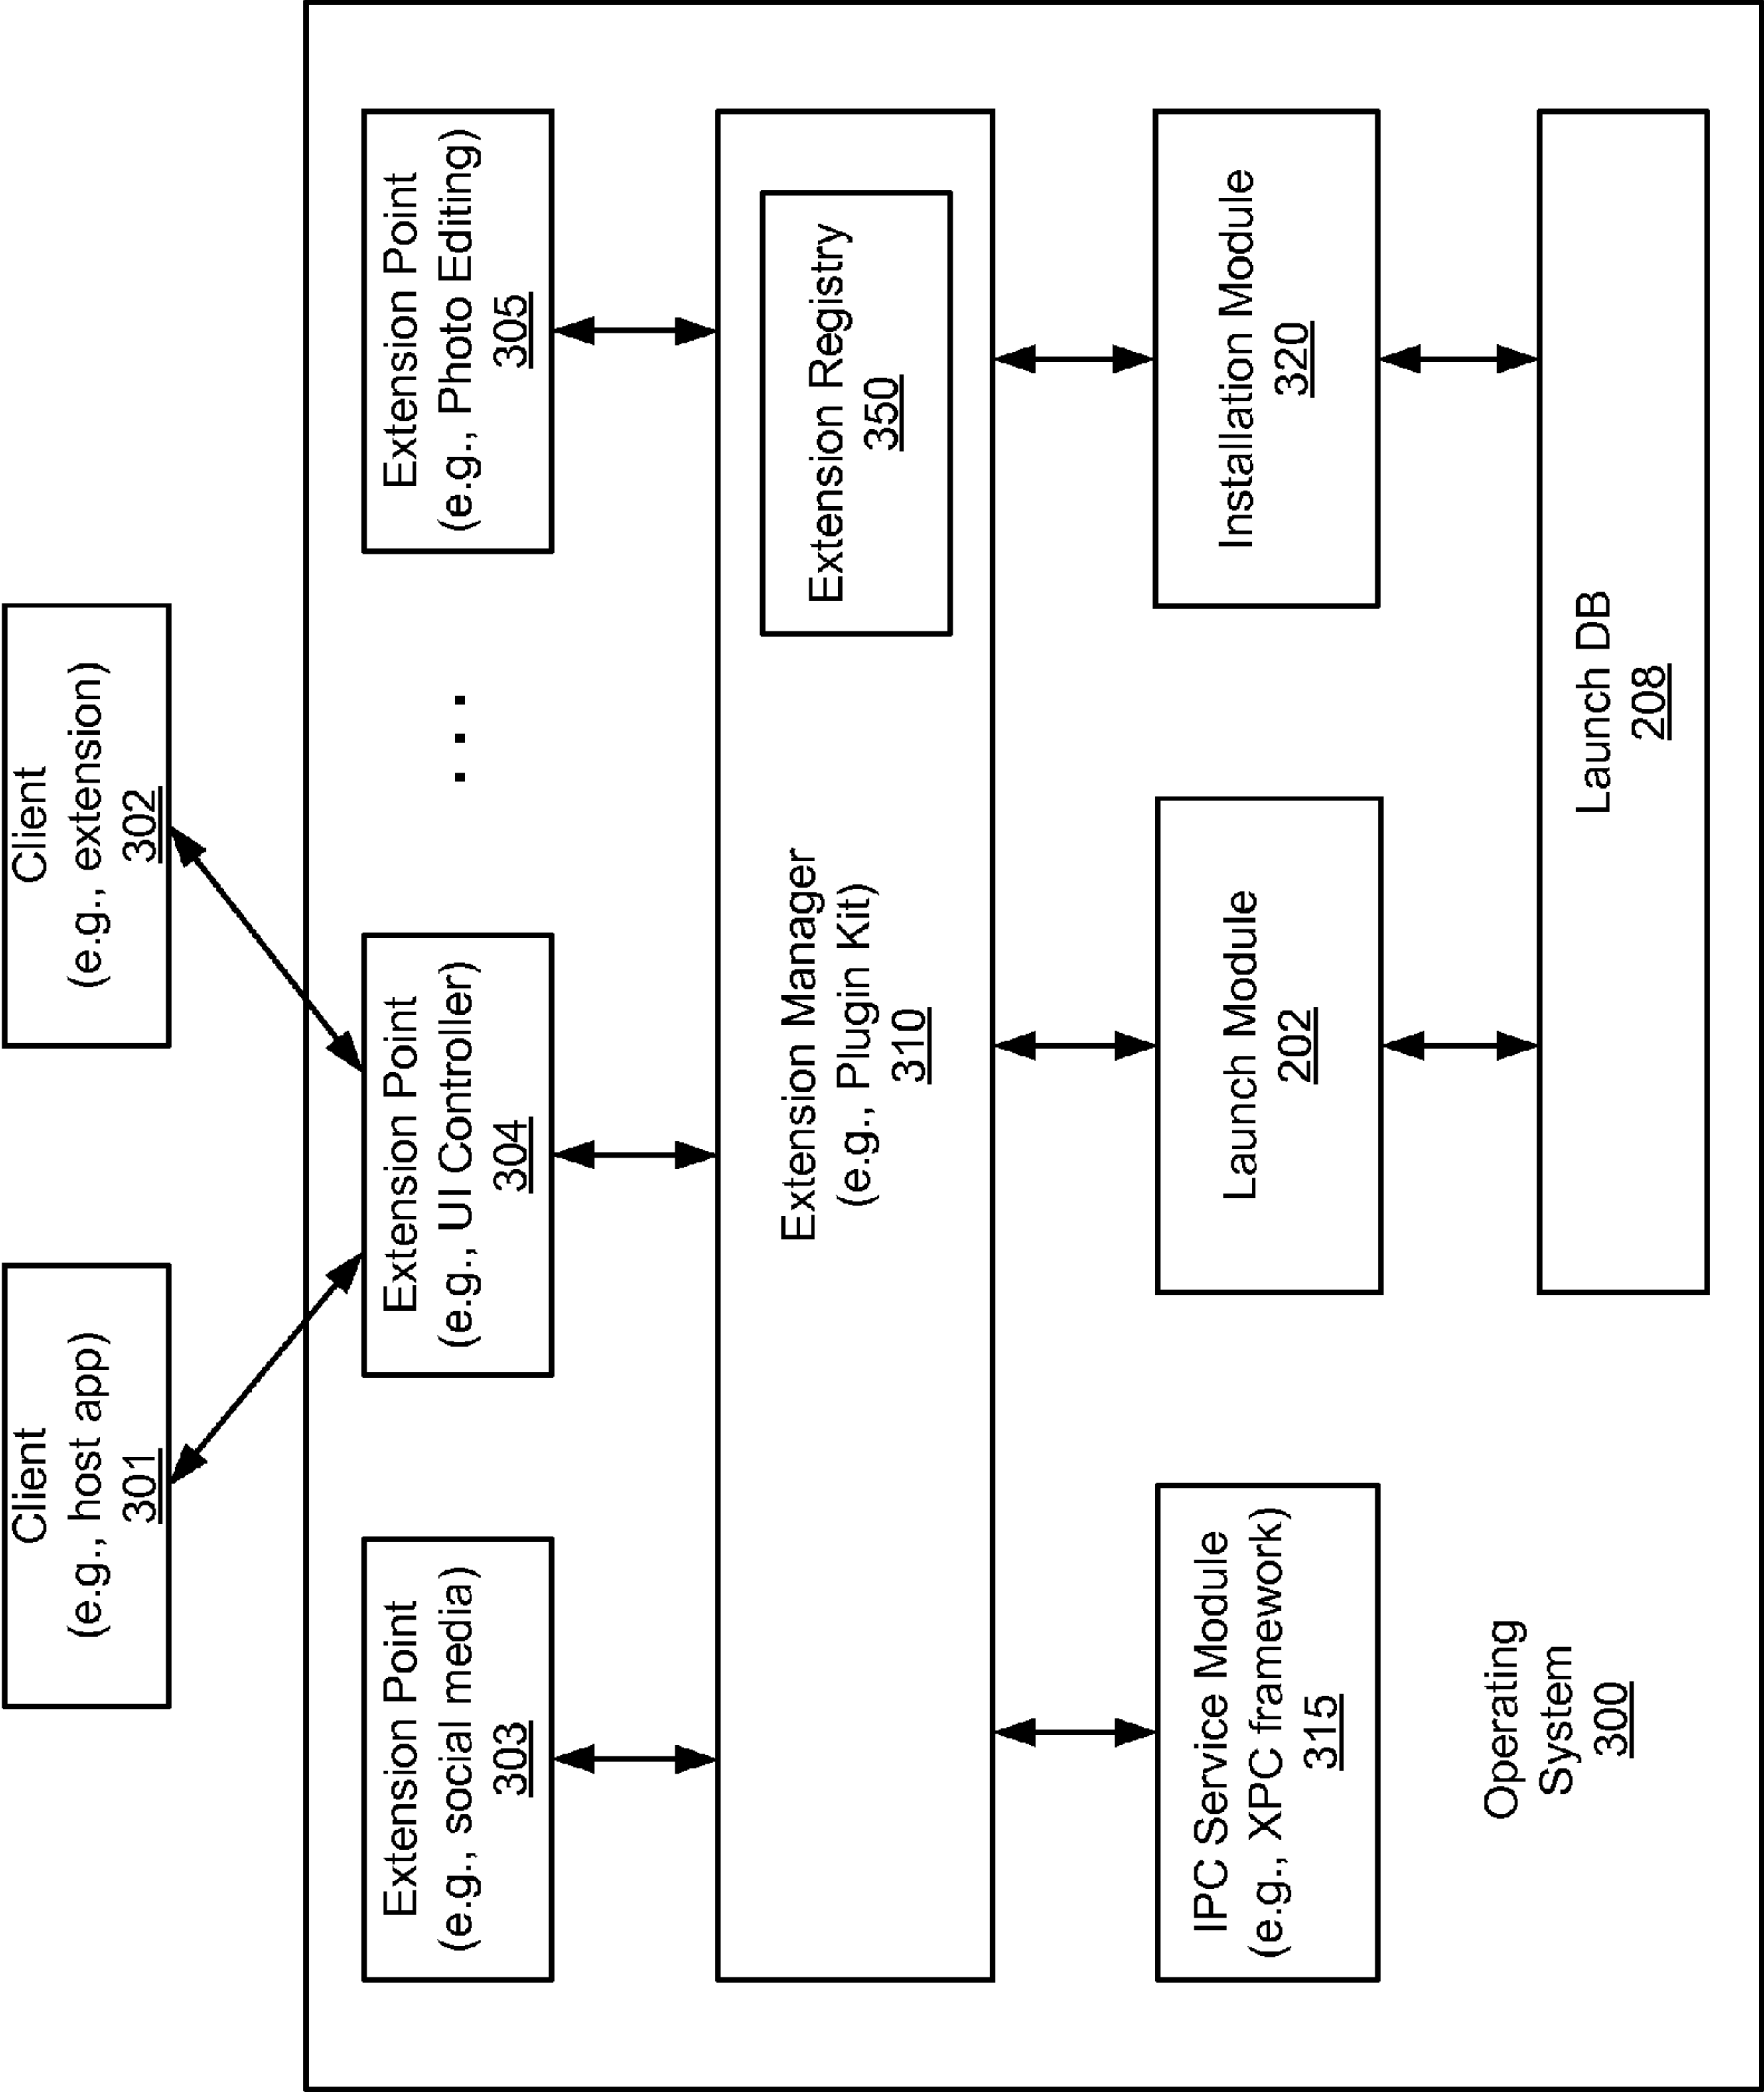 Client
(e.g., host app)
301
Client
(e.g., extension)
302
Extension Point
(e.g., social media)
303
Extension Point
(e.g., UI Controller)
304
. . .
Extension Point
(e.g., Photo Editing)
305
Extension Manager
(e.g., Plugin Kit)
310
Extension Registry
350
IPC Service Module
(e.g., XPC framework)
315
Launch Module
202
Installation Module
320
Operating
System
300
Launch DB
208